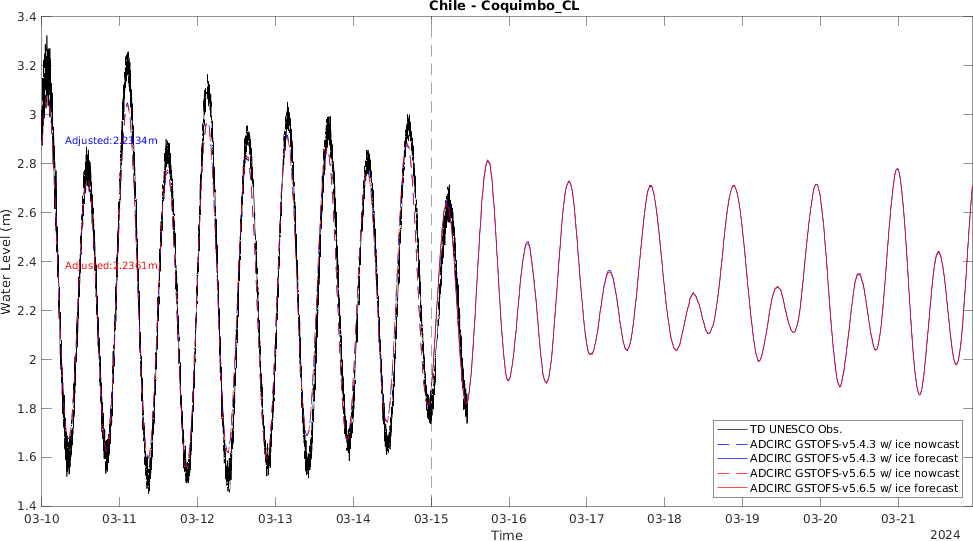 Chile - Coquimbo_CL
3.4
3.2
3
2.8
2.6
2.4
2.2
2
1.8
1.6
1.4
Water Level (m)
Adjusted:2.2334m
Adjusted:2.2361m
TD UNESCO Obs.
ADCIRC GSTOFS-v5.4.3 w/ ice nowcast
ADCIRC GSTOFS-v5.4.3 w/ ice forecast
ADCIRC GSTOFS-v5.6.5 w/ ice nowcast
ADCIRC GSTOFS-v5.6.5 w/ ice forecast
03-10 03-11 03-12 03-13 03-14 03-15 03-16 03-17 03-18 03-19 03-20 03-21
Time
2024